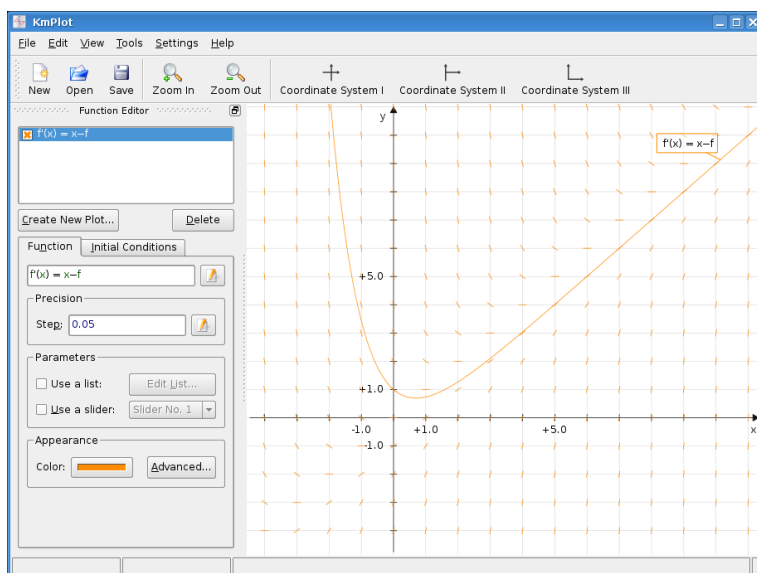 KmPlot
File Edit View Tools Settings Help
New Open Save Zoom In Zoom Out Coordinate System I Coordinate System II Coordinate System III
Function Editor
f'(x) = x−f
Create New Plot... Delete
Function Initial Conditions
f'(x) = x−f
Precision
Step: 0.05
Parameters
Use a list: Edit List...
Use a slider: Slider No. 1
Appearance
Color: Advanced...
y
f'(x) = x−f
+5.0
+1.0
-1.0 +1.0 +5.0 x
-1.0